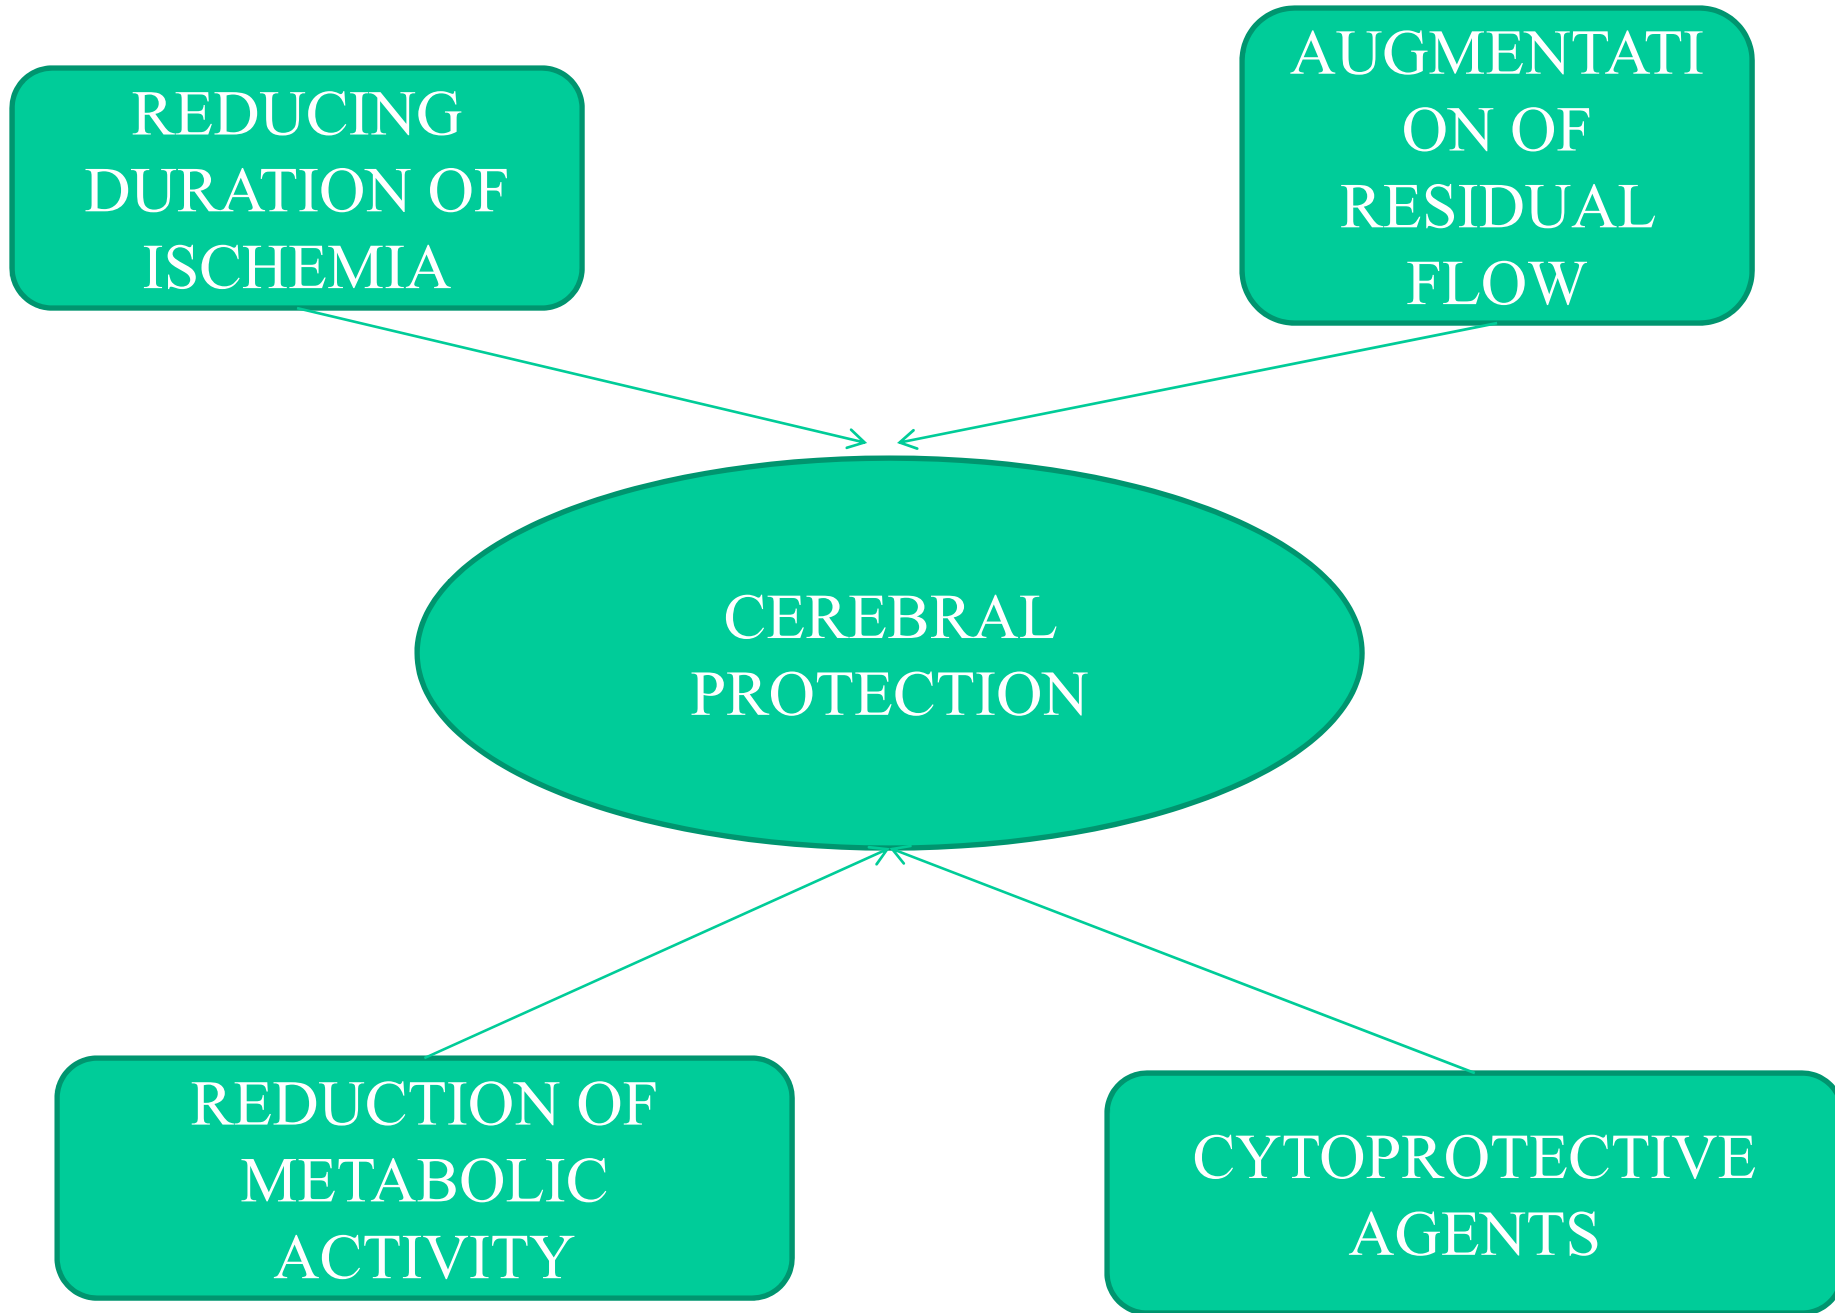 REDUCING
DURATION OF
ISCHEMIA
AUGMENTATI
ON OF
RESIDUAL
FLOW
CEREBRAL
PROTECTION
REDUCTION OF
METABOLIC
ACTIVITY
CYTOPROTECTIVE
AGENTS